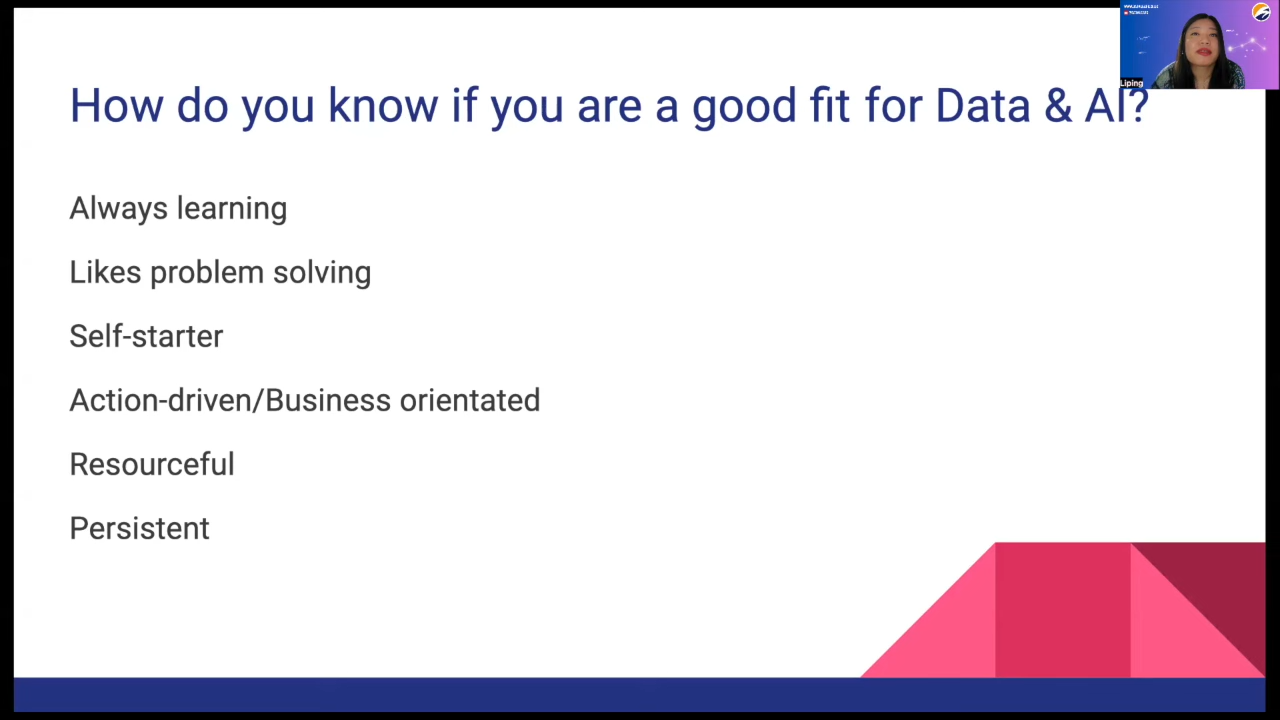 How do you know if you are a good fit for Data & AI?
Always learning
Likes problem solving
Self-starter
Action-driven/Business orientated
Resourceful
Persistent
Liping